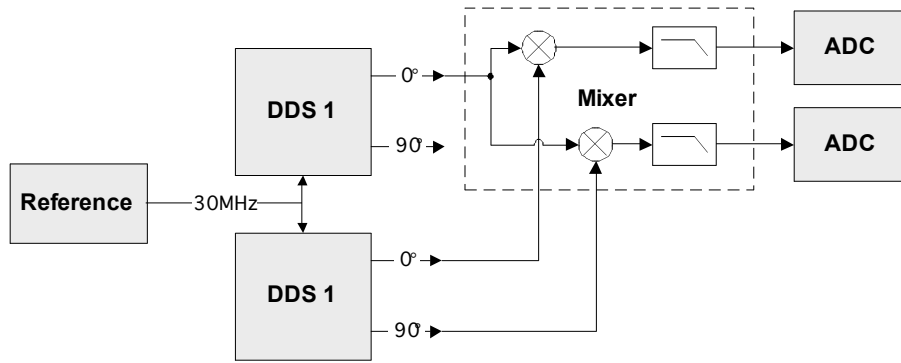 ADC
0°
DDS 1
Mixer
90°
ADC
Reference
30MHz
0°
DDS 1
90°